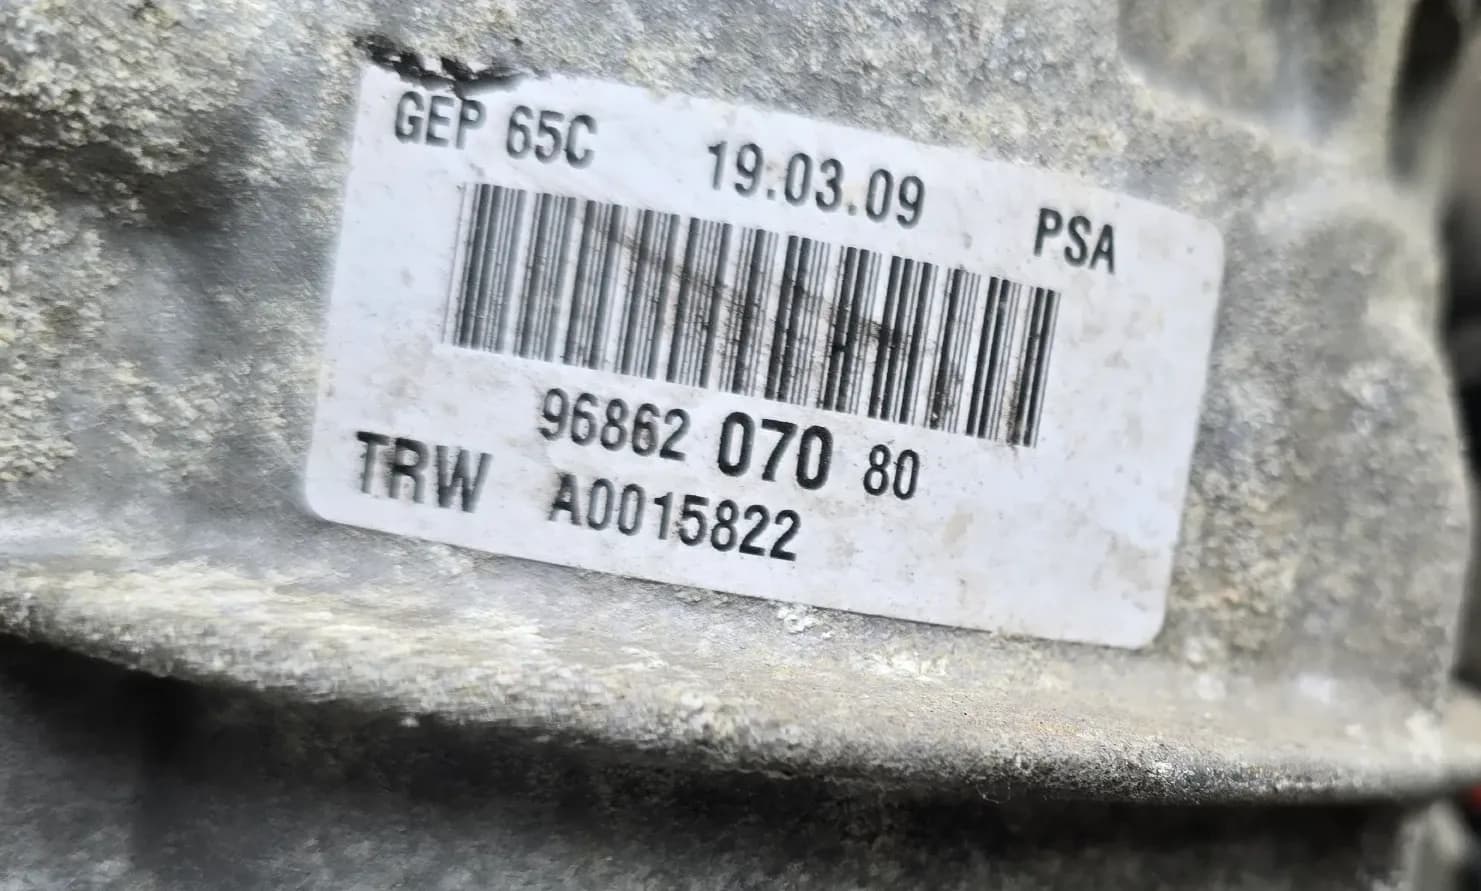 GEP 65C 19.03.09 PSA
96862 070 80
TRW A0015822